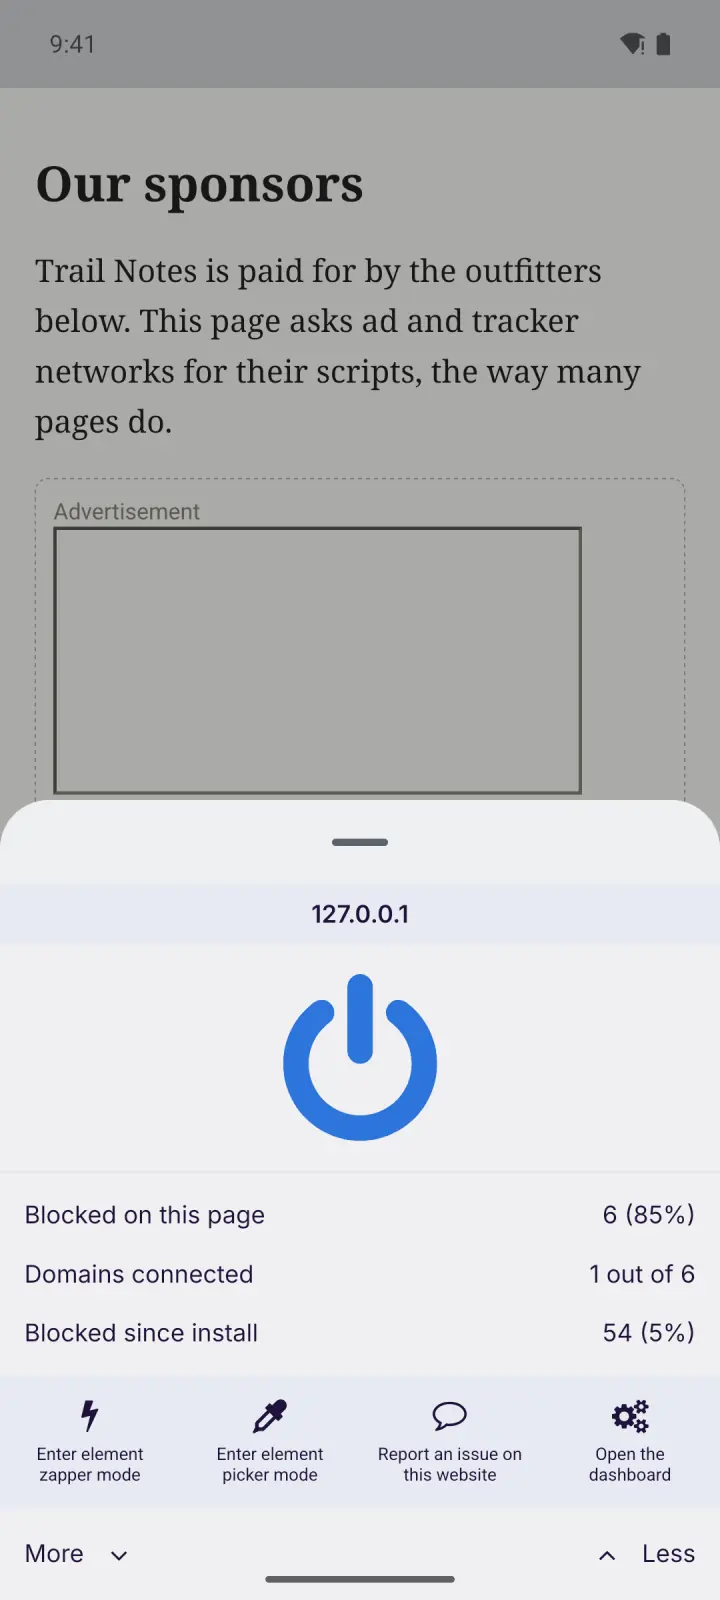 9:41
Our sponsors
Trail Notes is paid for by the outfitters
below. This page asks ad and tracker
networks for their scripts, the way many
pages do.
Advertisement
127.0.0.1
Blocked on this page 6 (85%)
Domains connected 1 out of 6
Blocked since install 54 (5%)
Enter element
zapper mode
Enter element
picker mode
Report an issue on
this website
Open the
dashboard
More Less